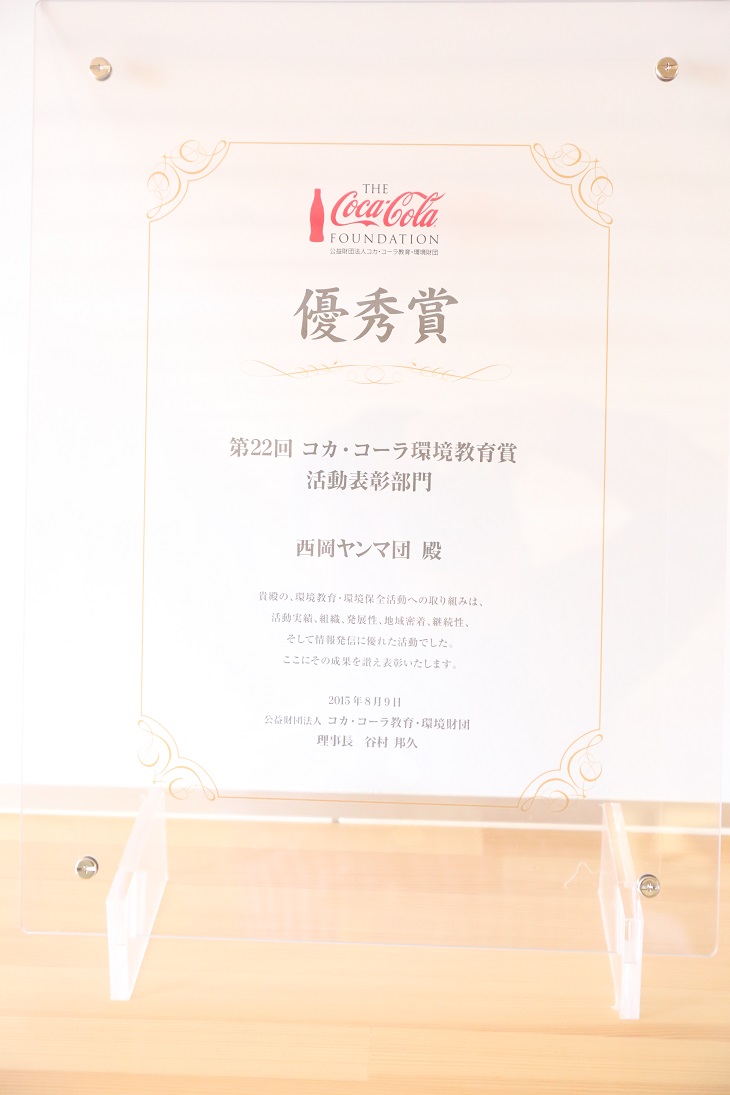 THE
Coca-Cola
FOUNDATION
公益財団法人コカ・コーラ教育・環境財団
優秀賞
第22回 コカ・コーラ環境教育賞
活動表彰部門
西岡ヤンマ団 殿
貴殿の、環境教育・環境保全活動への取り組みは、
活動実績、組織、発展性、地域密着、継続性、
そして情報発信に優れた活動でした。
ここにその成果を讃え表彰いたします。
2015年8月9日
公益財団法人 コカ・コーラ教育・環境財団
理事長 谷村 邦久